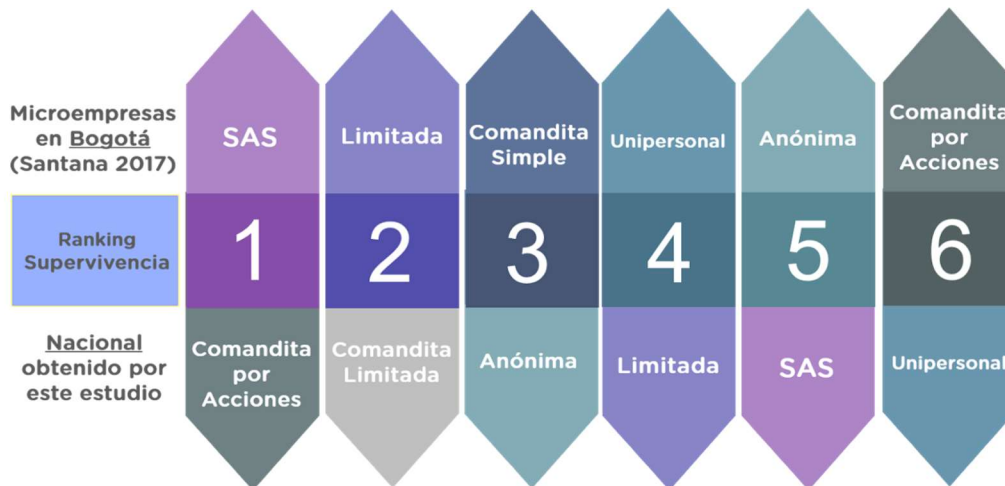 Microempresas
en Bogotá
(Santana 2017)
SAS
Limitada
Comandita
Simple
Unipersonal
Anónima
Comandita
por
Acciones
Ranking
Supervivencia
1
2
3
4
5
6
Nacional
obtenido por
este estudio
Comandita
por
Acciones
Comandita
Limitada
Anónima
Limitada
SAS
Unipersonal